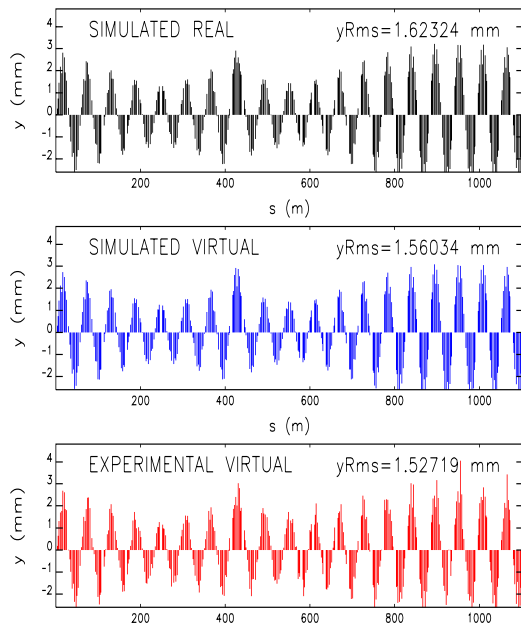 SIMULATED REAL yRms=1.62324 mm
4
3
2
1
0
-1
-2
y (mm)
200 400 600 800 1000
s (m)
SIMULATED VIRTUAL yRms=1.56034 mm
4
3
2
1
0
-1
-2
y (mm)
200 400 600 800 1000
s (m)
EXPERIMENTAL VIRTUAL yRms=1.52719 mm
4
3
2
1
0
-1
-2
y (mm)
200 400 600 800 1000
s (m)